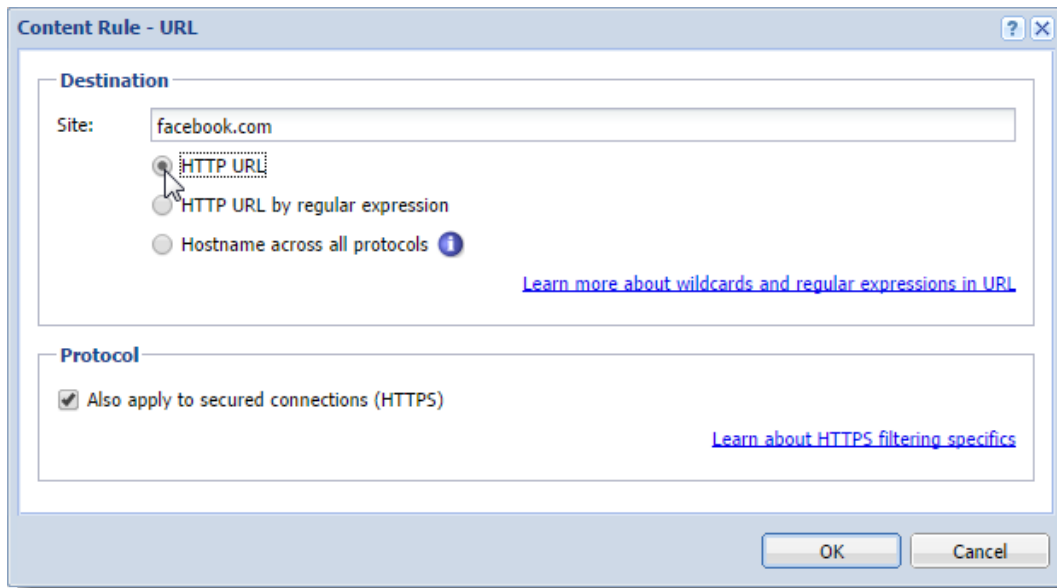 Content Rule - URL
Destination
Site: facebook.com
HTTP URL
HTTP URL by regular expression
Hostname across all protocols
Learn more about wildcards and regular expressions in URL
Protocol
Also apply to secured connections (HTTPS)
Learn about HTTPS filtering specifics
OK Cancel